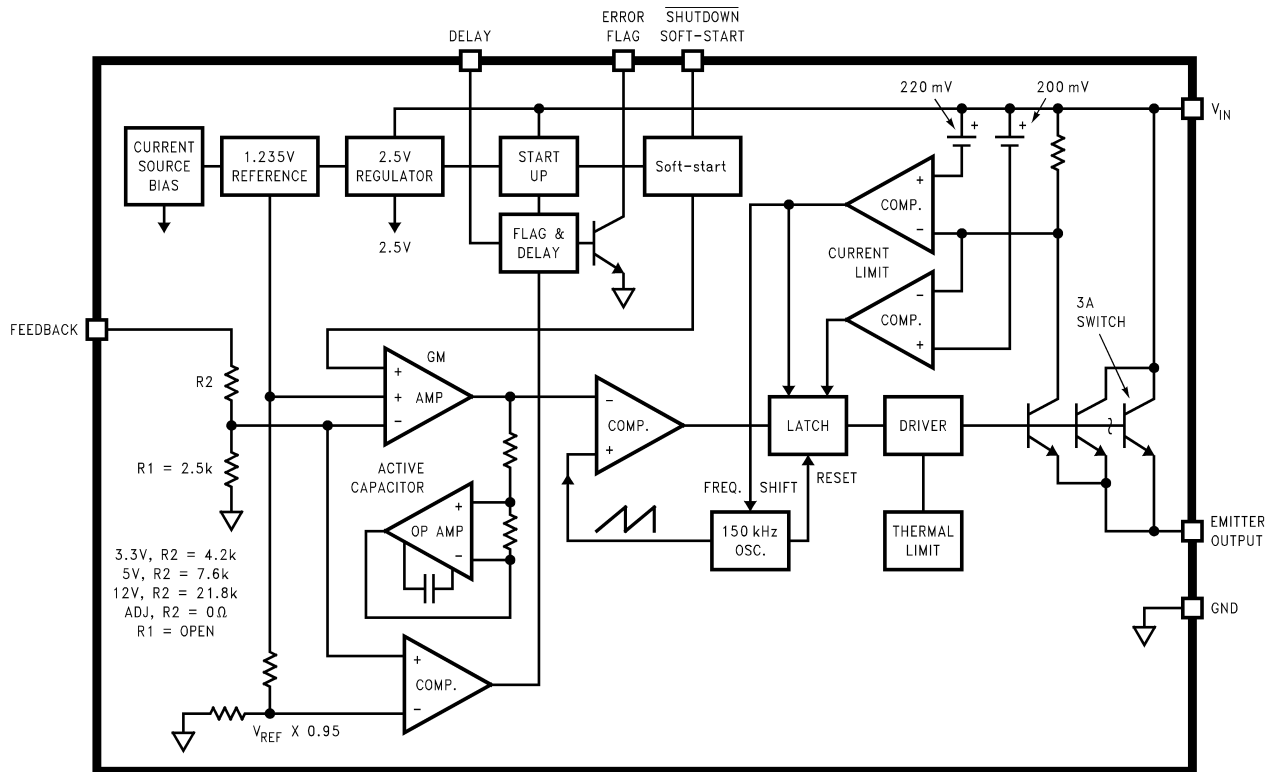 ERROR
FLAG
SHUTDOWN
SOFT-START
DELAY
220 mV
200 mV
VIN
CURRENT
SOURCE
BIAS
1.235V
REFERENCE
2.5V
REGULATOR
START
UP
Soft-start
2.5V
FLAG &
DELAY
+
+
+
COMP.
−
CURRENT
LIMIT
−
COMP.
+
3A
SWITCH
FEEDBACK
R2
R1 = 2.5k
GM
+
+ AMP
−
−
COMP.
+
LATCH
DRIVER
ACTIVE
CAPACITOR
+
OP AMP
−
FREQ. SHIFT
RESET
150 kHz
OSC.
THERMAL
LIMIT
EMITTER
OUTPUT
GND
3.3V, R2 = 4.2k
5V, R2 = 7.6k
12V, R2 = 21.8k
ADJ, R2 = 0Ω
R1 = OPEN
+
COMP.
−
VREF X 0.95